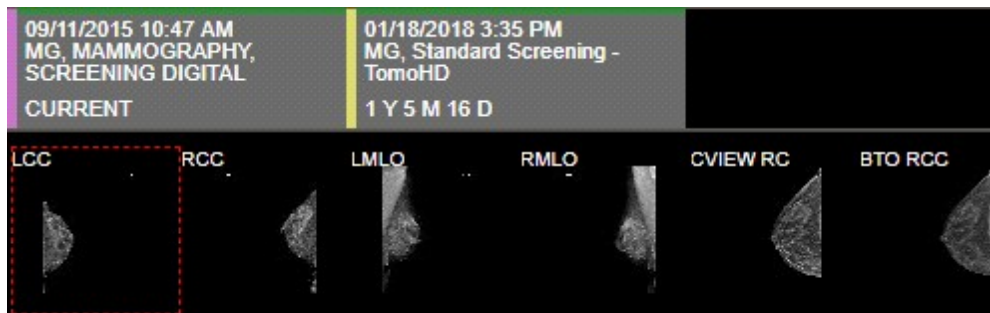 09/11/2015 10:47 AM
MG, MAMMOGRAPHY,
SCREENING DIGITAL
CURRENT
01/18/2018 3:35 PM
MG, Standard Screening -
TomoHD
1 Y 5 M 16 D
LCC RCC LMLO RMLO CVIEW RC BTO RCC